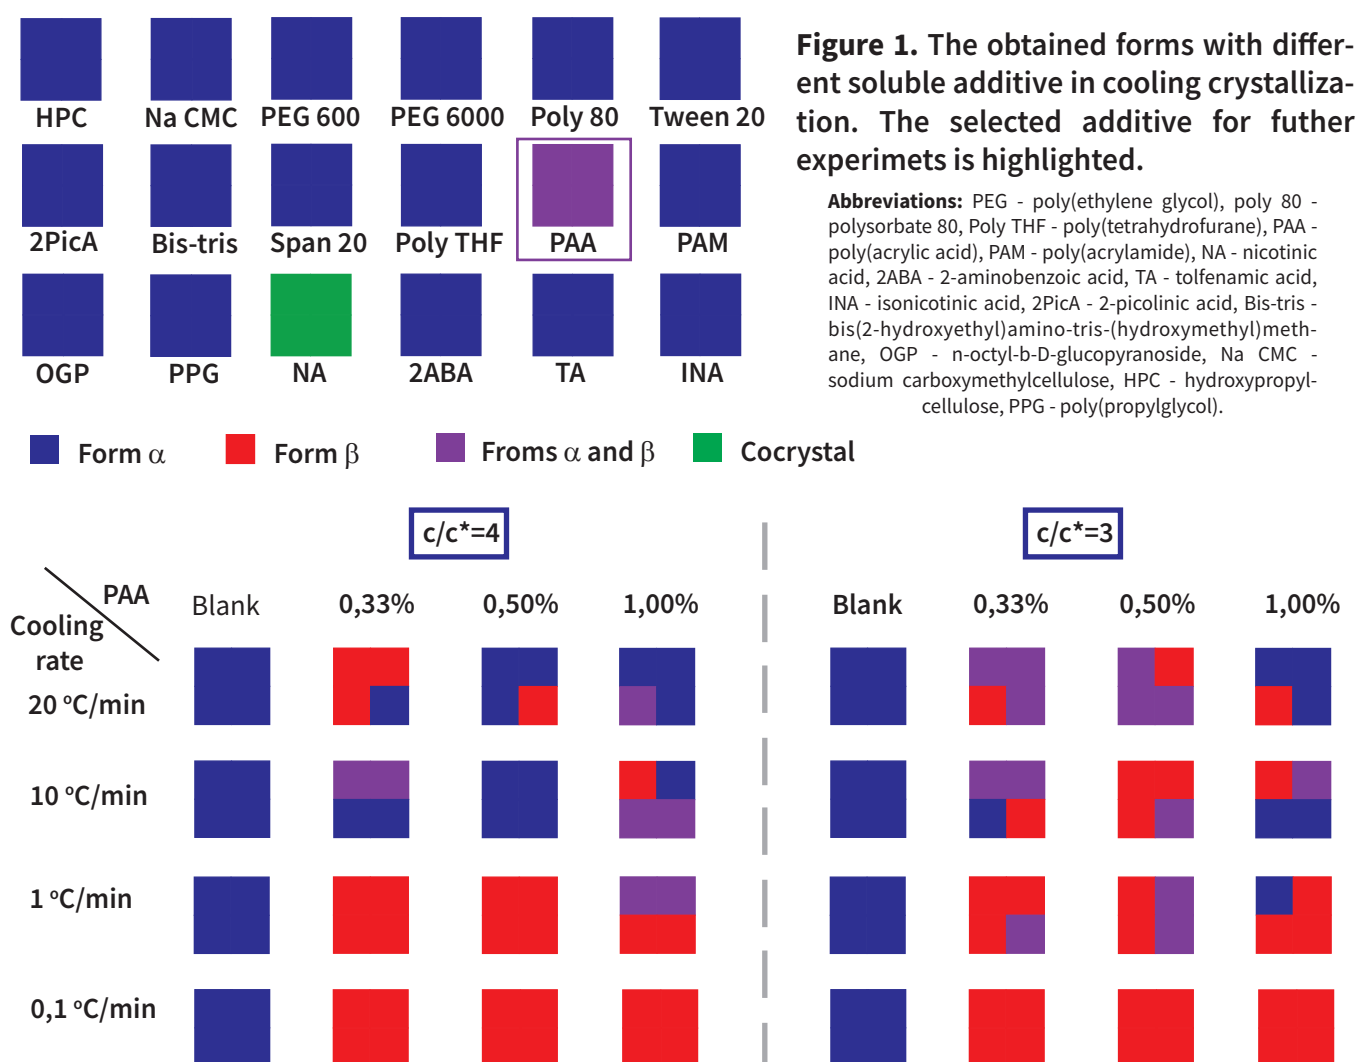 HPC Na CMC PEG 600 PEG 6000 Poly 80 Tween 20
2PicA Bis-tris Span 20 Poly THF PAA PAM
OGP PPG NA 2ABA TA INA
Figure 1. The obtained forms with differ-
ent soluble additive in cooling crystalliza-
tion. The selected additive for futher
experimets is highlighted.
Abbreviations: PEG - poly(ethylene glycol), poly 80 -
polysorbate 80, Poly THF - poly(tetrahydrofurane), PAA -
poly(acrylic acid), PAM - poly(acrylamide), NA - nicotinic
acid, 2ABA - 2-aminobenzoic acid, TA - tolfenamic acid,
INA - isonicotinic acid, 2PicA - 2-picolinic acid, Bis-tris -
bis(2-hydroxyethyl)amino-tris-(hydroxymethyl)meth-
ane, OGP - n-octyl-b-D-glucopyranoside, Na CMC -
sodium carboxymethylcellulose, HPC - hydroxypropyl-
cellulose, PPG - poly(propylglycol).
Form α Form β Froms α and β Cocrystal
c/c*=4 c/c*=3
PAA
Cooling
rate
Blank 0,33% 0,50% 1,00% Blank 0,33% 0,50% 1,00%
20 °C/min
10 °C/min
1 °C/min
0,1 °C/min